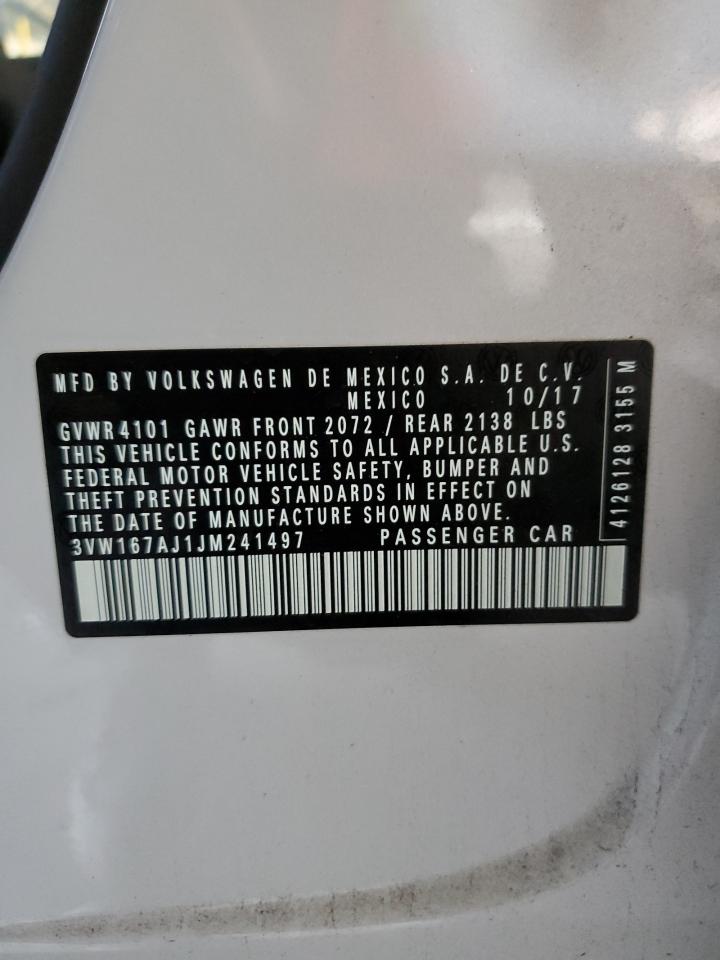 MFD BY VOLKSWAGEN DE MEXICO S.A. DE C.V.
MEXICO 10/17
GVWR4101 GAWR FRONT 2072 / REAR 2138 LBS
THIS VEHICLE CONFORMS TO ALL APPLICABLE U.S.
FEDERAL MOTOR VEHICLE SAFETY, BUMPER AND
THEFT PREVENTION STANDARDS IN EFFECT ON
THE DATE OF MANUFACTURE SHOWN ABOVE.
3VW167AJ1JM241497 PASSENGER CAR
4126128 3155 M